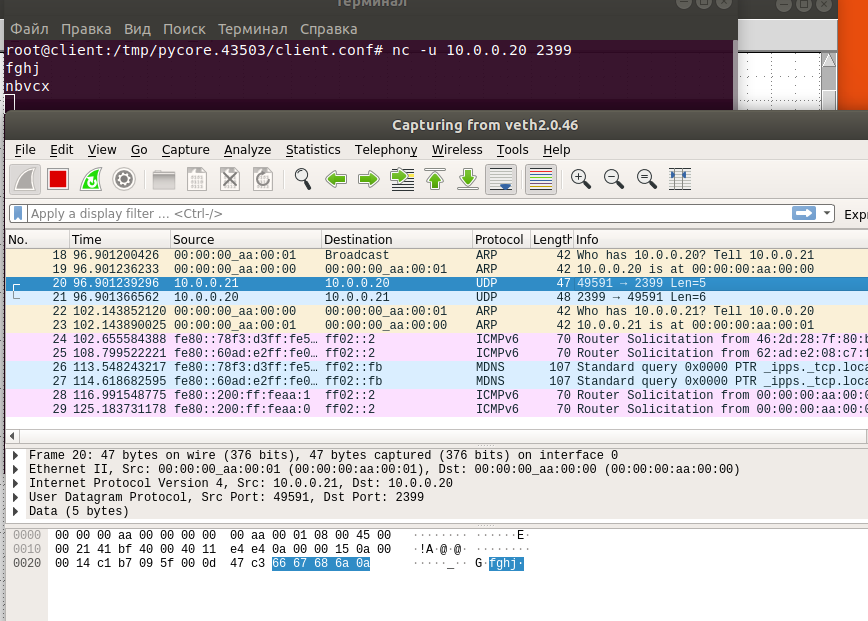 Терминал
Файл Правка Вид Поиск Терминал Справка
root@client:/tmp/pycore.43503/client.conf# nc -u 10.0.0.20 2399
fghj
nbvcx
Capturing from veth2.0.46
File Edit View Go Capture Analyze Statistics Telephony Wireless Tools Help
Apply a display filter … <Ctrl-/>
No. Time Source Destination Protocol Length Info
18 96.901200426 00:00:00_aa:00:01 Broadcast ARP 42 Who has 10.0.0.20? Tell 10.0.0.21
19 96.901236233 00:00:00_aa:00:00 00:00:00_aa:00:01 ARP 42 10.0.0.20 is at 00:00:00:aa:00:00
20 96.901239296 10.0.0.21 10.0.0.20 UDP 47 49591 → 2399 Len=5
21 96.901366562 10.0.0.20 10.0.0.21 UDP 48 2399 → 49591 Len=6
22 102.143852120 00:00:00_aa:00:00 00:00:00_aa:00:01 ARP 42 Who has 10.0.0.21? Tell 10.0.0.20
23 102.143890025 00:00:00_aa:00:01 00:00:00_aa:00:00 ARP 42 10.0.0.21 is at 00:00:00:aa:00:01
24 102.655584388 fe80::78f3:d3ff:fe5… ff02::2 ICMPv6 70 Router Solicitation from 46:2d:28:7f:80:
25 108.799522221 fe80::60ad:e2ff:fe0… ff02::2 ICMPv6 70 Router Solicitation from 62:ad:e2:08:c7:
26 113.548243217 fe80::78f3:d3ff:fe5… ff02::fb MDNS 107 Standard query 0x0000 PTR _ipps._tcp.loca
27 114.618682595 fe80::60ad:e2ff:fe0… ff02::fb MDNS 107 Standard query 0x0000 PTR _ipps._tcp.loca
28 116.991548775 fe80::200:ff:feaa:1 ff02::2 ICMPv6 70 Router Solicitation from 00:00:00:aa:00:0
29 125.183731178 fe80::200:ff:feaa:0 ff02::2 ICMPv6 70 Router Solicitation from 00:00:00:aa:00:0
Frame 20: 47 bytes on wire (376 bits), 47 bytes captured (376 bits) on interface 0
Ethernet II, Src: 00:00:00_aa:00:01 (00:00:00:aa:00:01), Dst: 00:00:00_aa:00:00 (00:00:00:aa:00:00)
Internet Protocol Version 4, Src: 10.0.0.21, Dst: 10.0.0.20
User Datagram Protocol, Src Port: 49591, Dst Port: 2399
Data (5 bytes)
0000 00 00 00 aa 00 00 00 00 00 aa 00 01 08 00 45 00 ········ ······E·
0010 00 21 41 bf 40 00 40 11 e4 e4 0a 00 00 15 0a 00 ·!A·@·@· ········
0020 00 14 c1 b7 09 5f 00 0d 47 c3 66 67 68 6a 0a ·····_·· G·fghj·